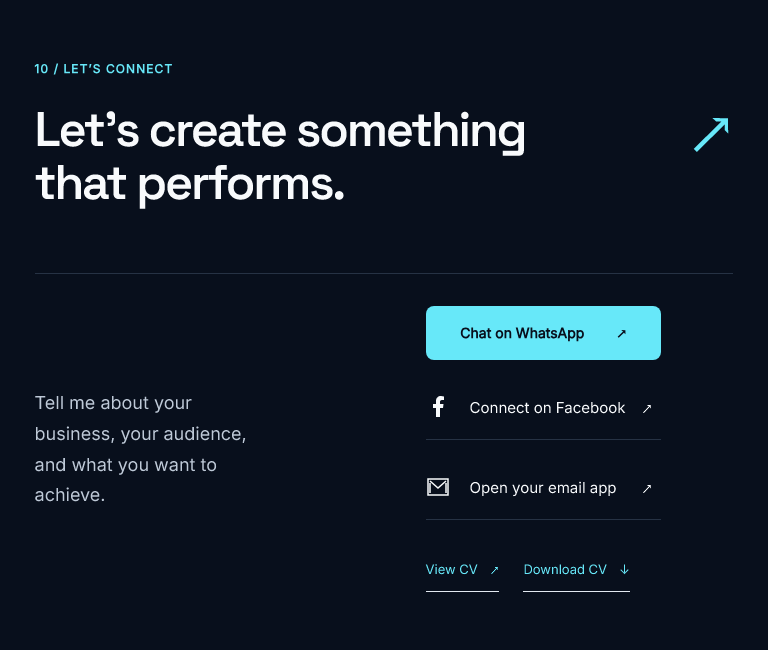 10 / LET'S CONNECT
Let’s create something
that performs.
Chat on WhatsApp ↗
Tell me about your
business, your audience,
and what you want to
achieve.
Connect on Facebook ↗
Open your email app ↗
View CV ↗ Download CV ↓